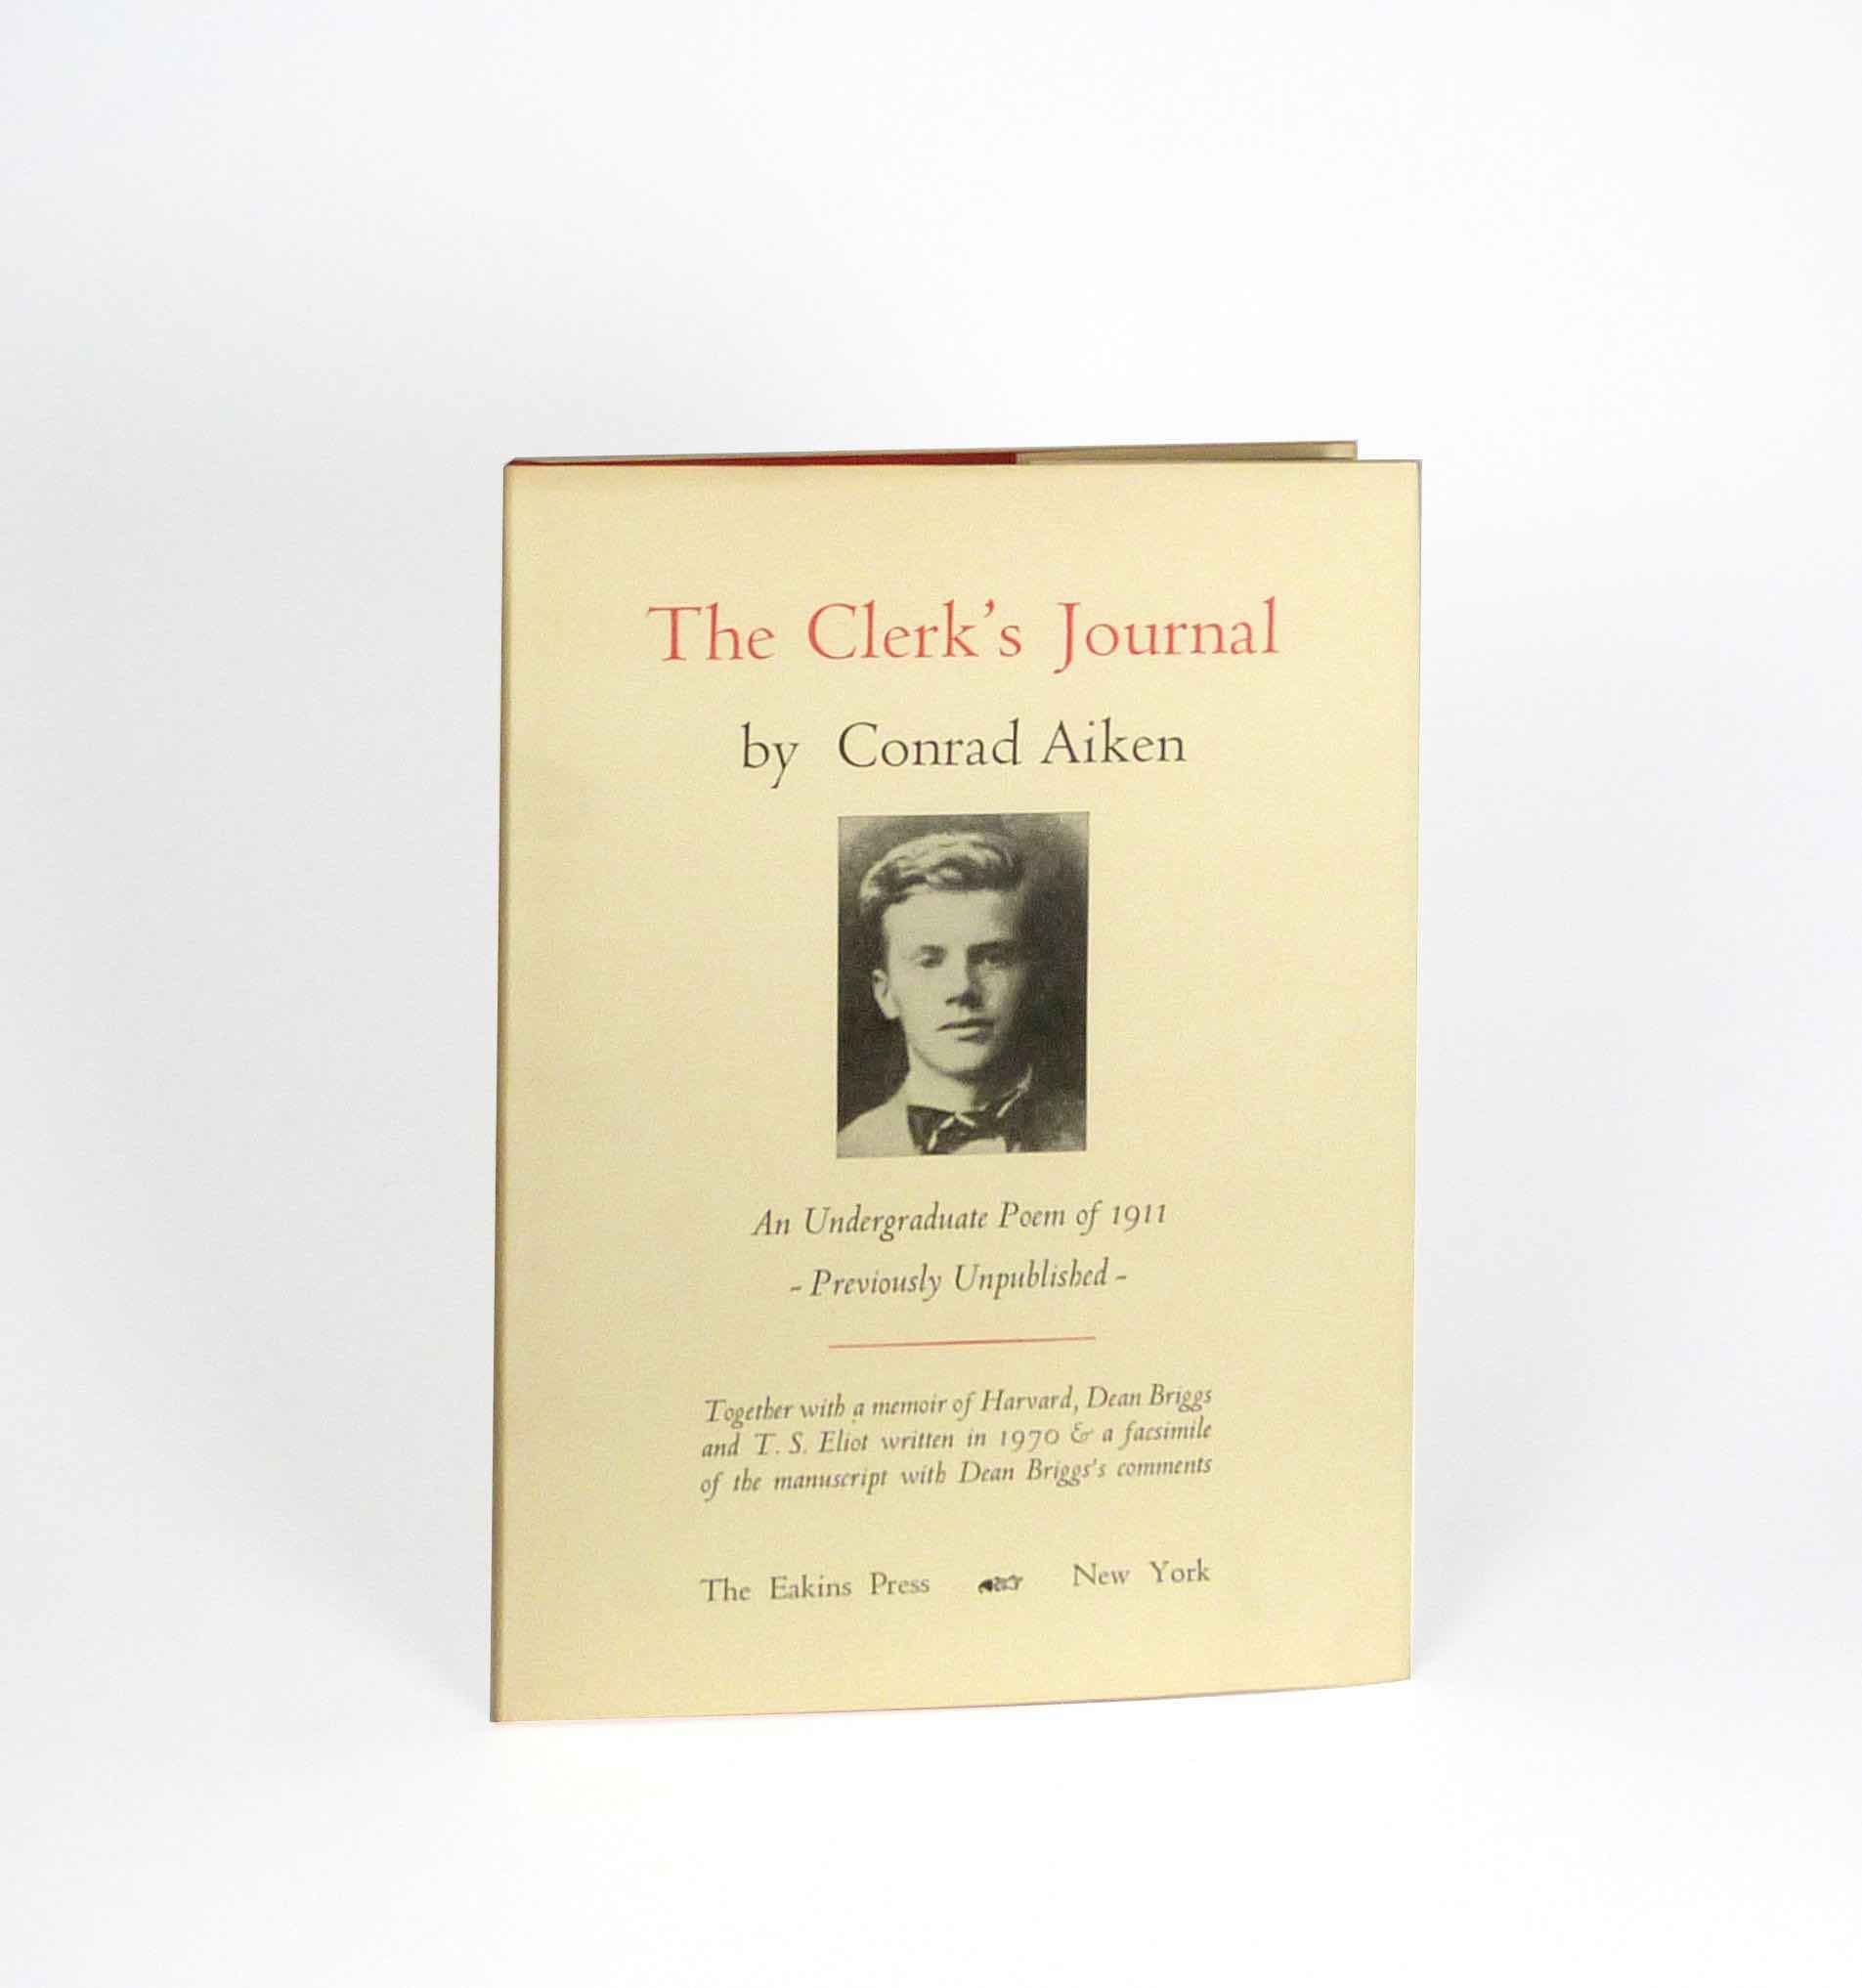 The Clerk's Journal
by Conrad Aiken
An Undergraduate Poem of 1911
- Previously Unpublished -
Together with a memoir of Harvard, Dean Briggs
and T. S. Eliot written in 1970 & a facsimile
of the manuscript with Dean Briggs's comments
The Eakins Press New York